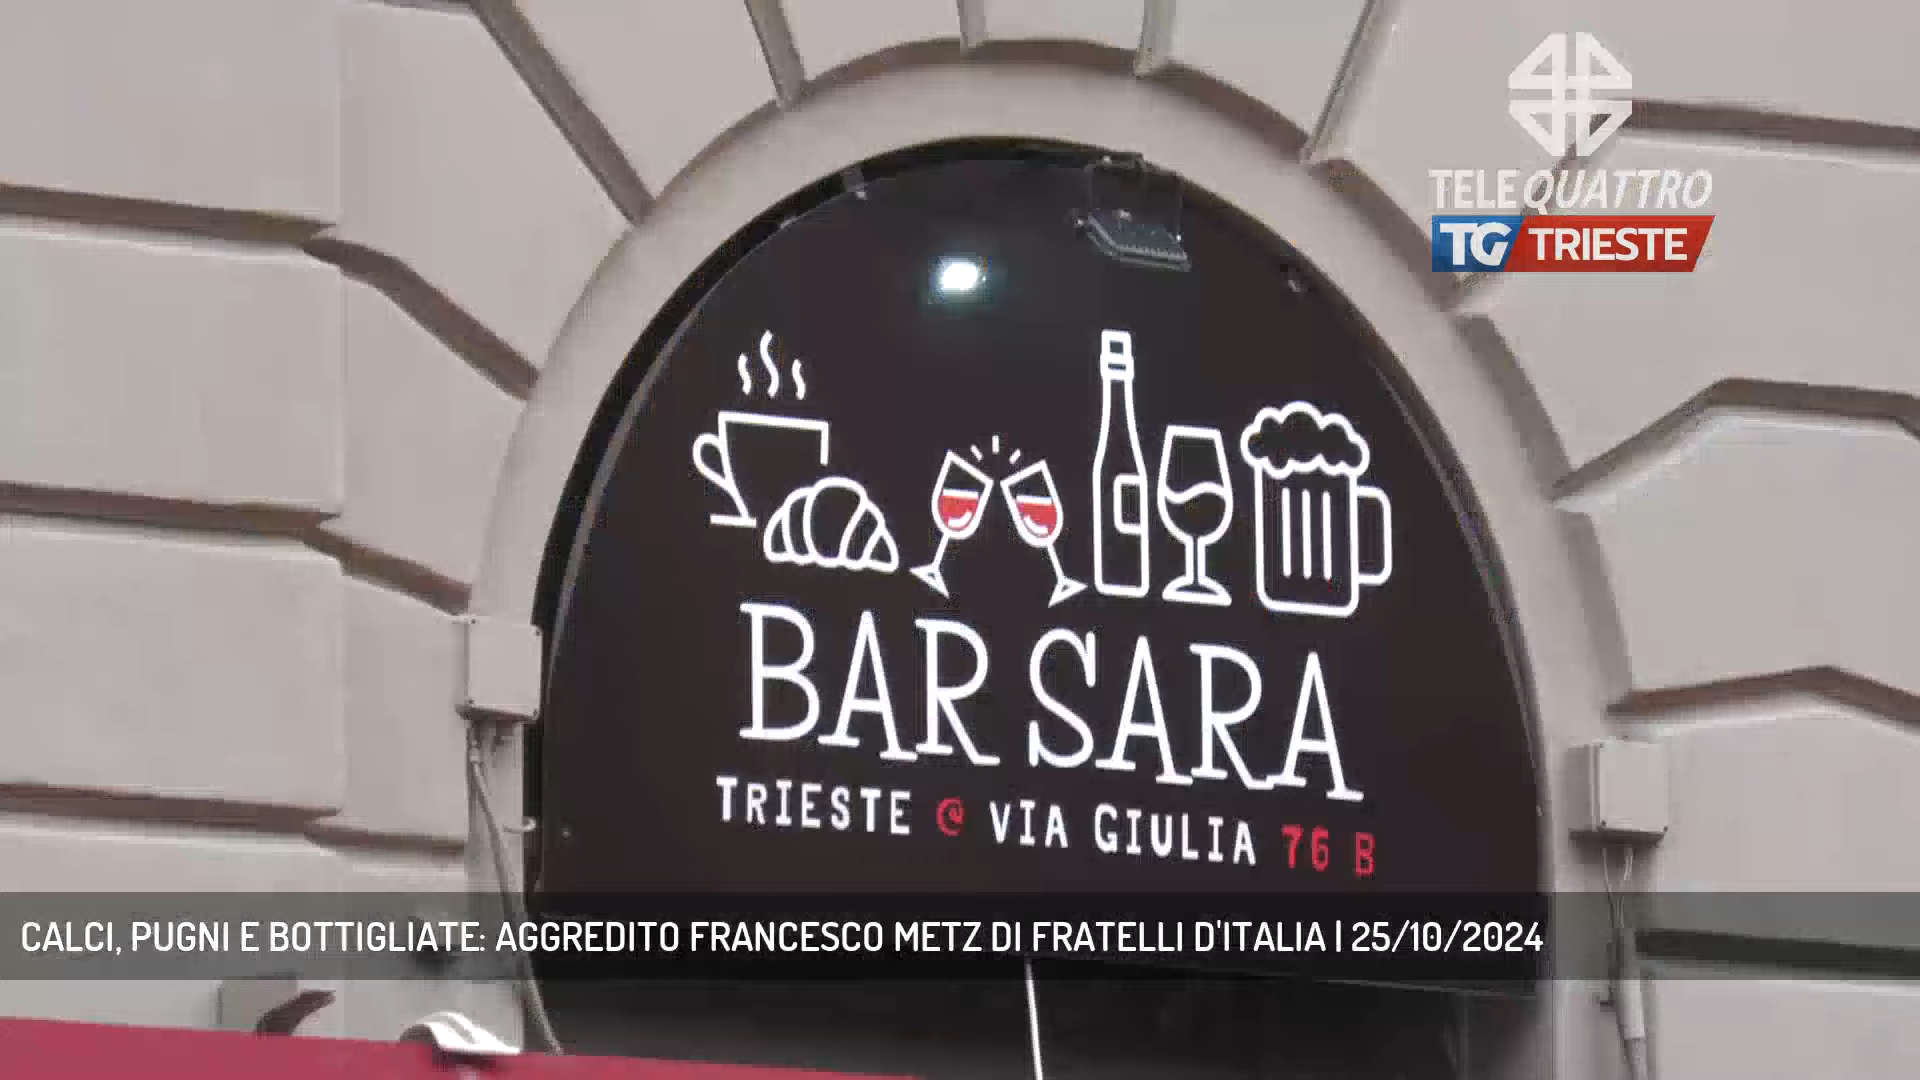 TELEQUATTRO
TG TRIESTE
BAR SARA
TRIESTE @ VIA GIULIA 76 B
CALCI, PUGNI E BOTTIGLIATE: AGGREDITO FRANCESCO METZ DI FRATELLI D'ITALIA | 25/10/2024